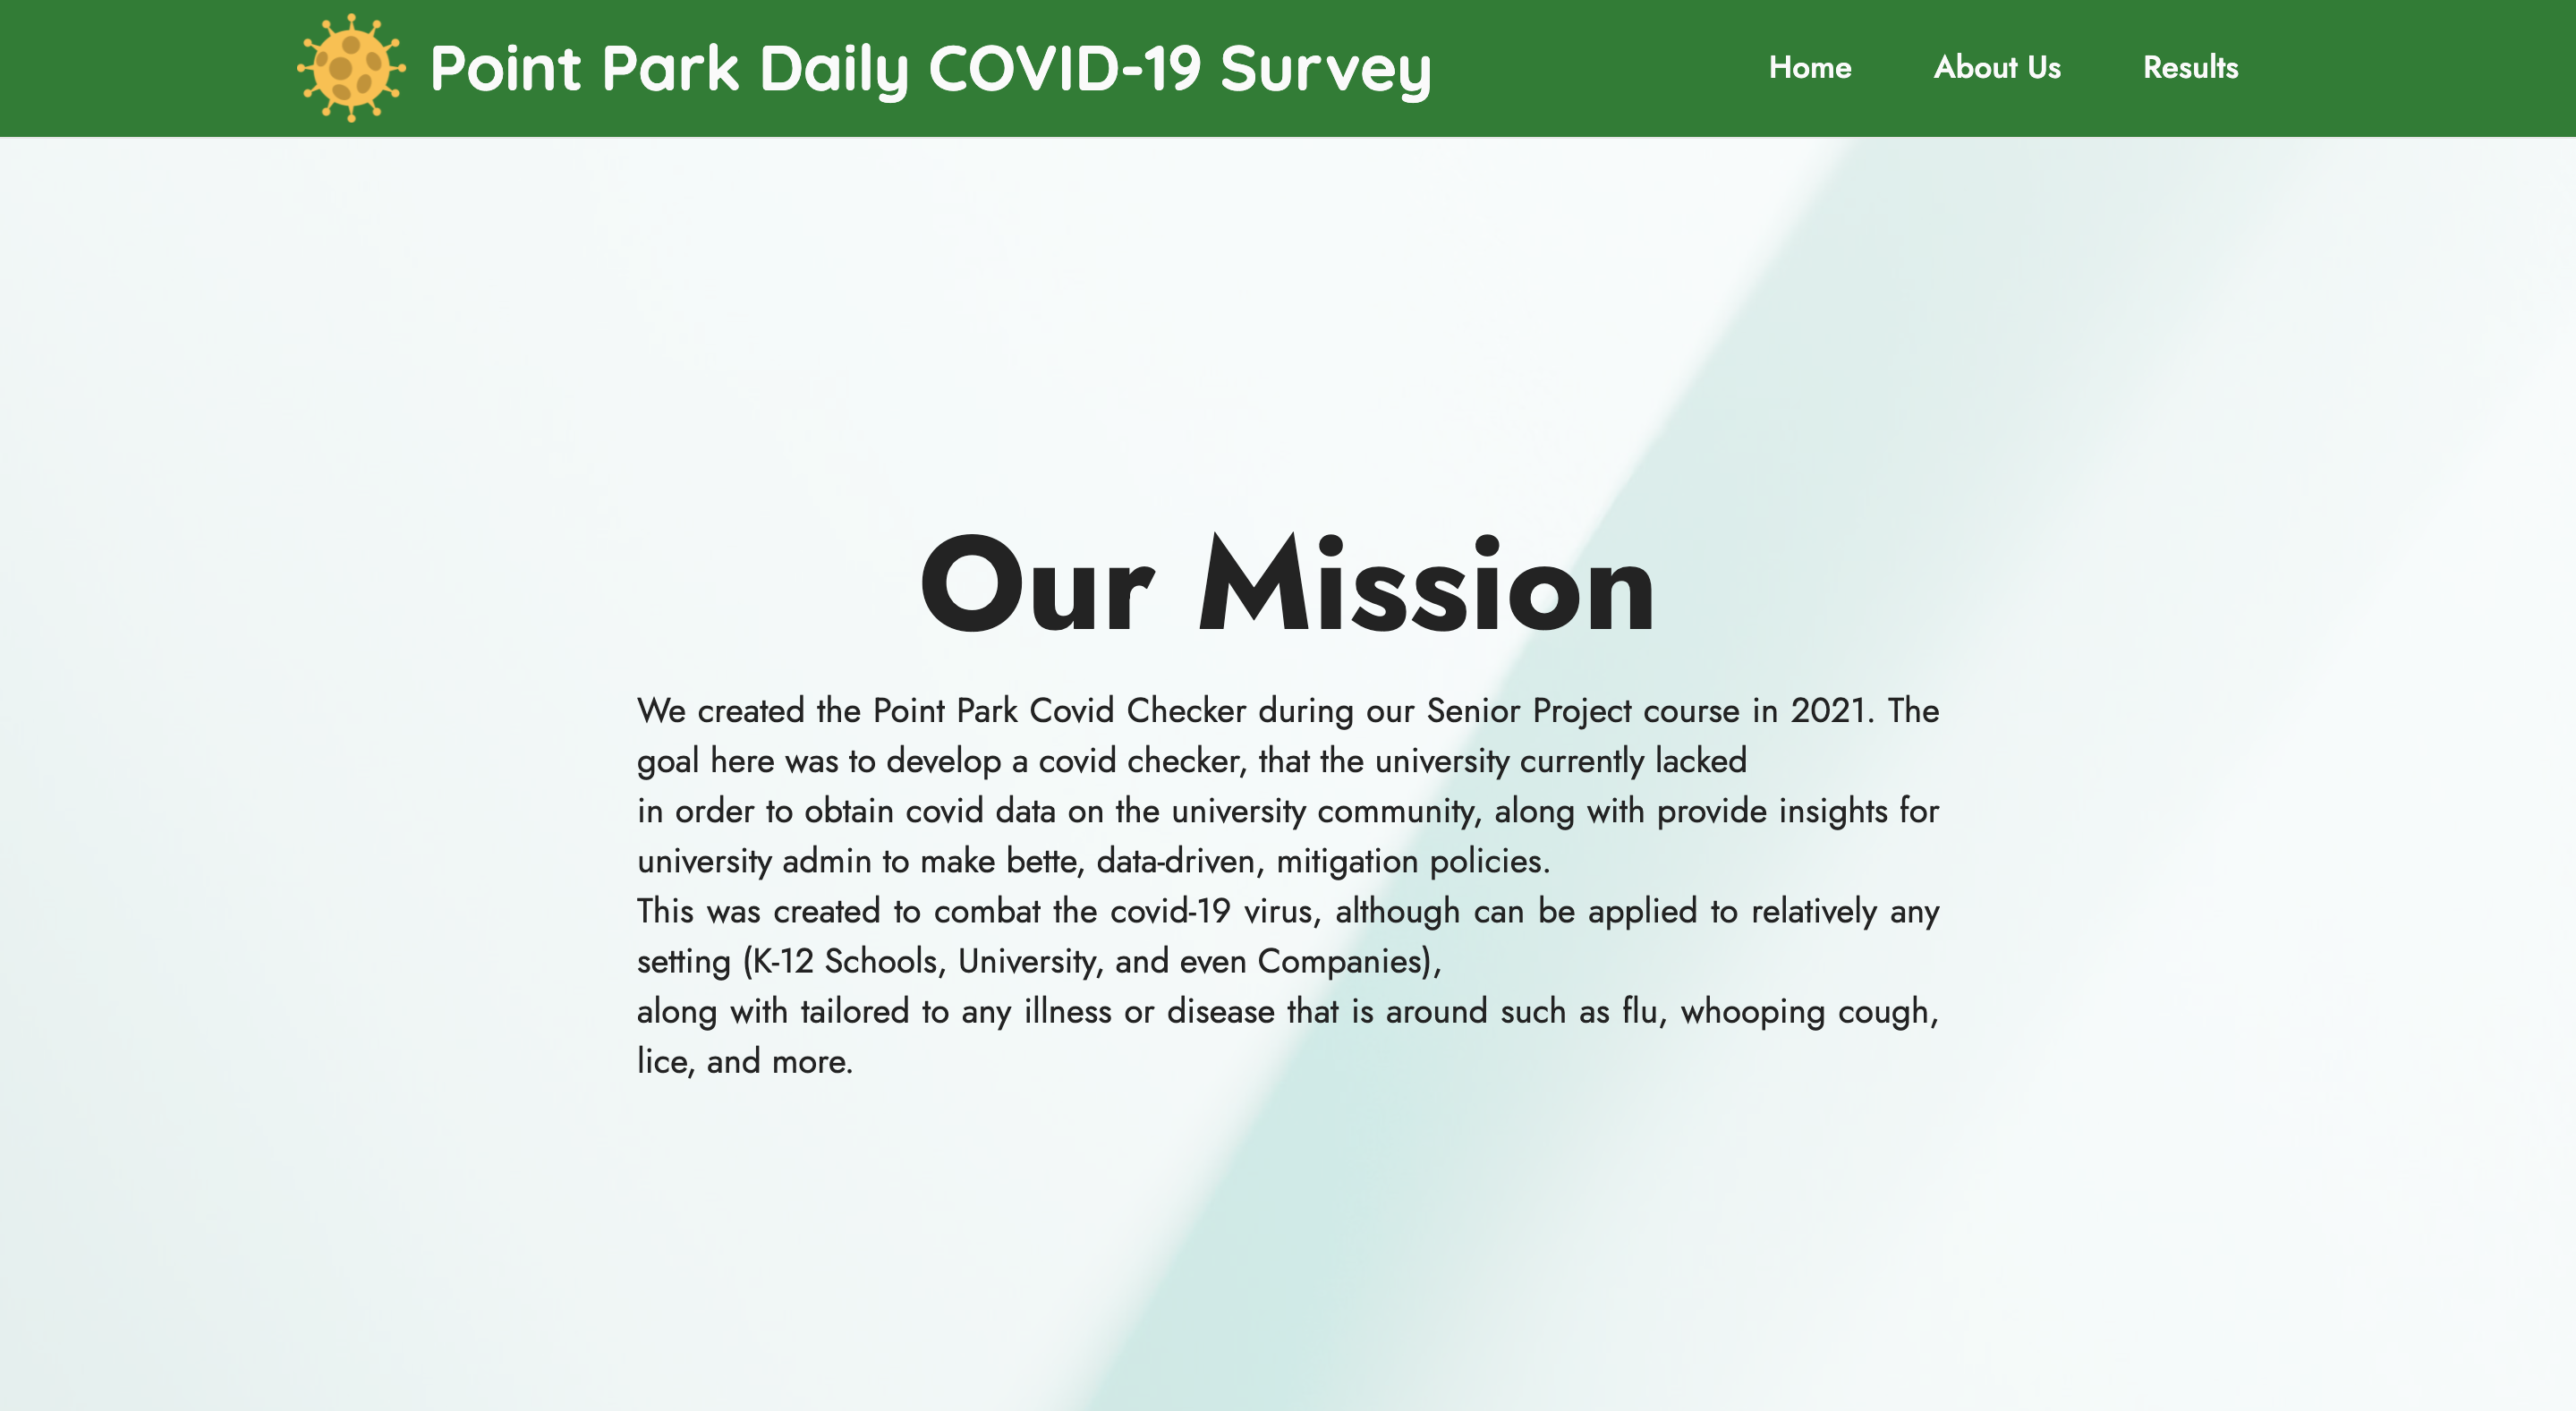 Point Park Daily COVID-19 Survey
Home
About Us
Results
Our Mission
We created the Point Park Covid Checker during our Senior Project course in 2021. The
goal here was to develop a covid checker, that the university currently lacked
in order to obtain covid data on the university community, along with provide insights for
university admin to make bette, data-driven, mitigation policies.
This was created to combat the covid-19 virus, although can be applied to relatively any
setting (K-12 Schools, University, and even Companies),
along with tailored to any illness or disease that is around such as flu, whooping cough,
lice, and more.